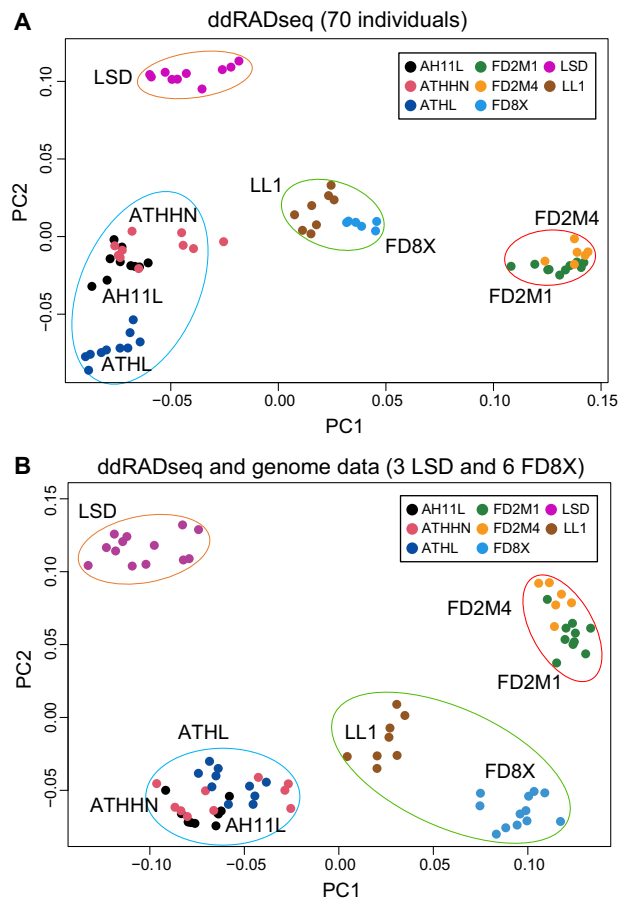 A
ddRADseq (70 individuals)
AH11L FD2M1 LSD
ATHHN FD2M4 LL1
ATHL FD8X
LSD
LL1
FD8X
FD2M4
FD2M1
ATHHN
AH11L
ATHL
0.10
0.05
0.00
−0.05
PC2
−0.05 0.00 0.05 0.10 0.15
PC1
B
ddRADseq and genome data (3 LSD and 6 FD8X)
AH11L FD2M1 LSD
ATHHN FD2M4 LL1
ATHL FD8X
LSD
FD2M4
FD2M1
LL1
FD8X
ATHL
ATHHN
AH11L
0.15
0.10
0.05
0.00
−0.05
PC2
−0.10 −0.05 0.00 0.05 0.10
PC1